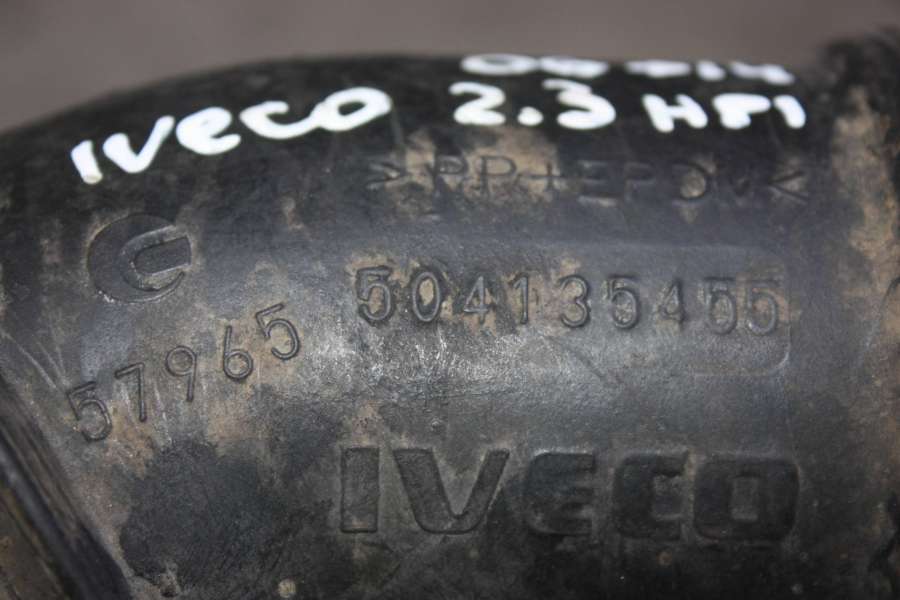 IVECO 2.3 HPI
>PP+EPDM<
504135455
57965
IVECO